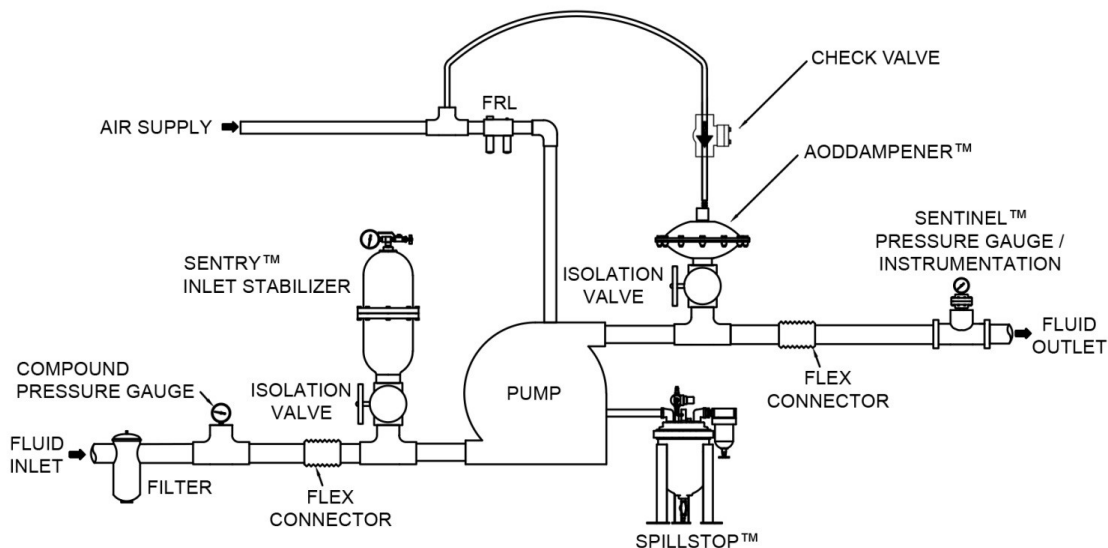 CHECK VALVE
FRL
AIR SUPPLY
AODDAMPENER™
SENTINEL™
PRESSURE GAUGE /
INSTRUMENTATION
SENTRY™
INLET STABILIZER
ISOLATION
VALVE
FLUID
OUTLET
COMPOUND
PRESSURE GAUGE
ISOLATION
VALVE
PUMP
FLEX
CONNECTOR
FLUID
INLET
FILTER
FLEX
CONNECTOR
SPILLSTOP™